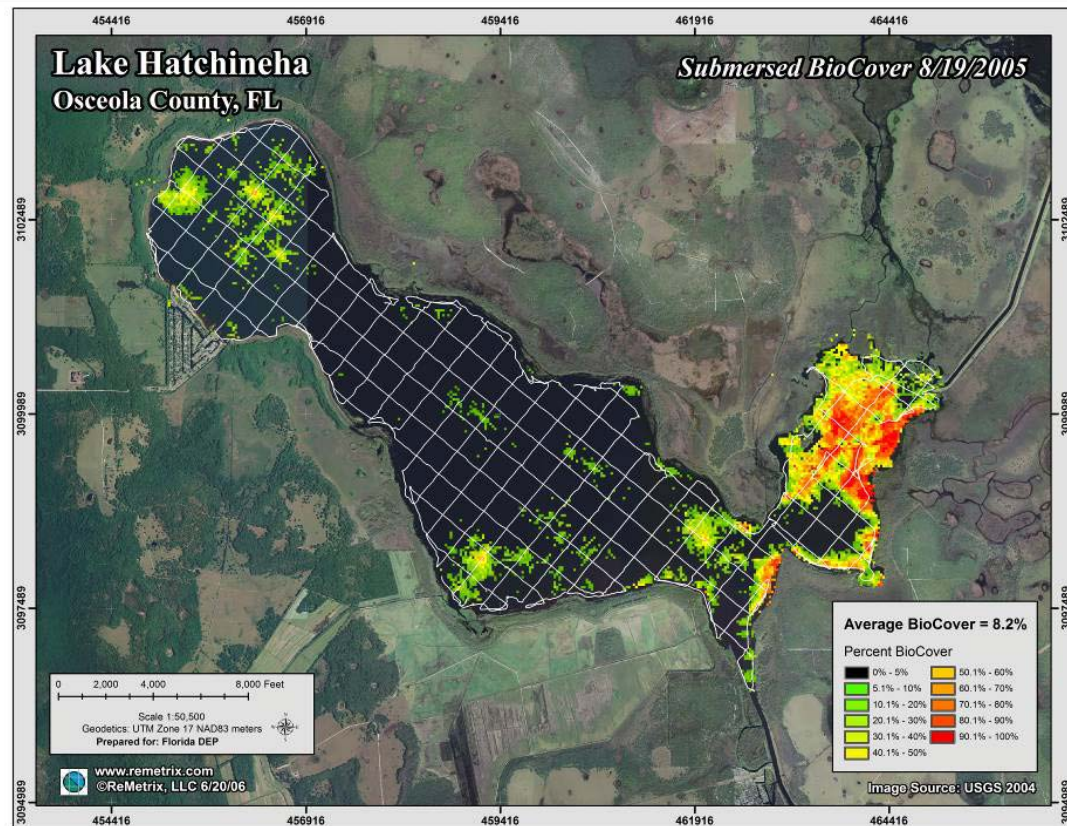 454416 456916 459416 461916 464416
Lake Hatchineha
Osceola County, FL
Submersed BioCover 8/19/2005
3102489
3102489
3099989
3099989
3097489
3097489
3094989
3094989
Average BioCover = 8.2%
Percent BioCover
0% - 5%
5.1% - 10%
10.1% - 20%
20.1% - 30%
30.1% - 40%
40.1% - 50%
50.1% - 60%
60.1% - 70%
70.1% - 80%
80.1% - 90%
90.1% - 100%
0 2,000 4,000 8,000 Feet
Scale 1:50,500
Geodetics: UTM Zone 17 NAD83 meters
Prepared for: Florida DEP
www.remetrix.com
©ReMetrix, LLC 6/20/06
Image Source: USGS 2004
454416 456916 459416 461916 464416